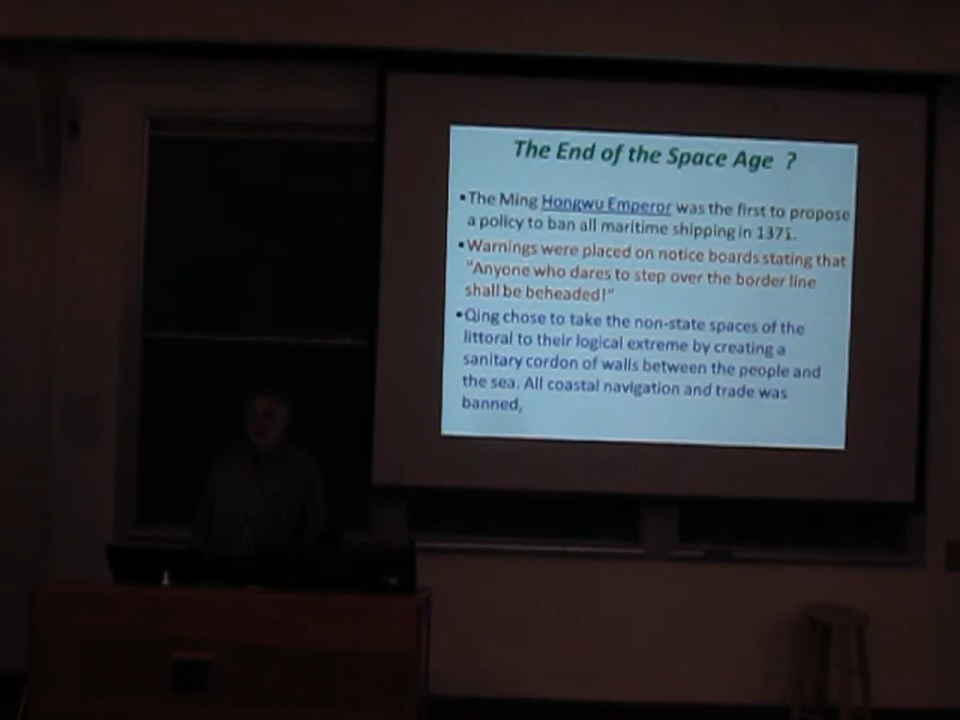 The End of the Space Age ?
▪The Ming Hongwu Emperor was the first to propose
a policy to ban all maritime shipping in 1371.
▪Warnings were placed on notice boards stating that
"Anyone who dares to step over the border line
shall be beheaded!"
▪Qing chose to take the non-state spaces of the
littoral to their logical extreme by creating a
sanitary cordon of walls between the people and
the sea. All coastal navigation and trade was
banned,